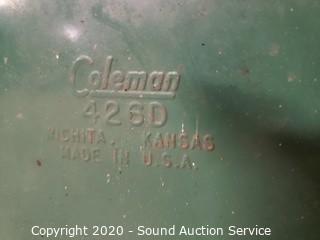 Coleman
425D
WICHITA, KANSAS
MADE IN U.S.A.
Copyright 2020 - Sound Auction Service